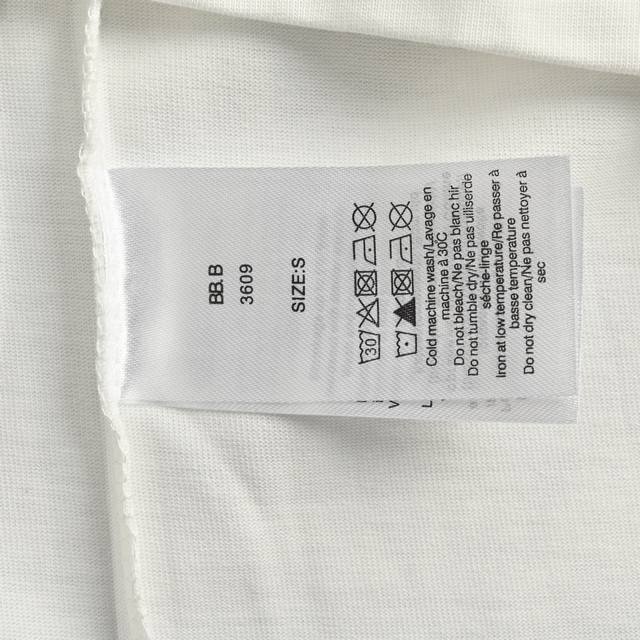 BB. B
3609
SIZE:S
30
Cold machine wash/Lavage en
machine à 30C
Do not bleach/Ne pas blanc hir
Do not tumble dry/Ne pas uiliserde
séche-linge
Iron at low temperature/Re passer à
basse temperature
Do not dry clean/Ne pas nettoyer à
sec